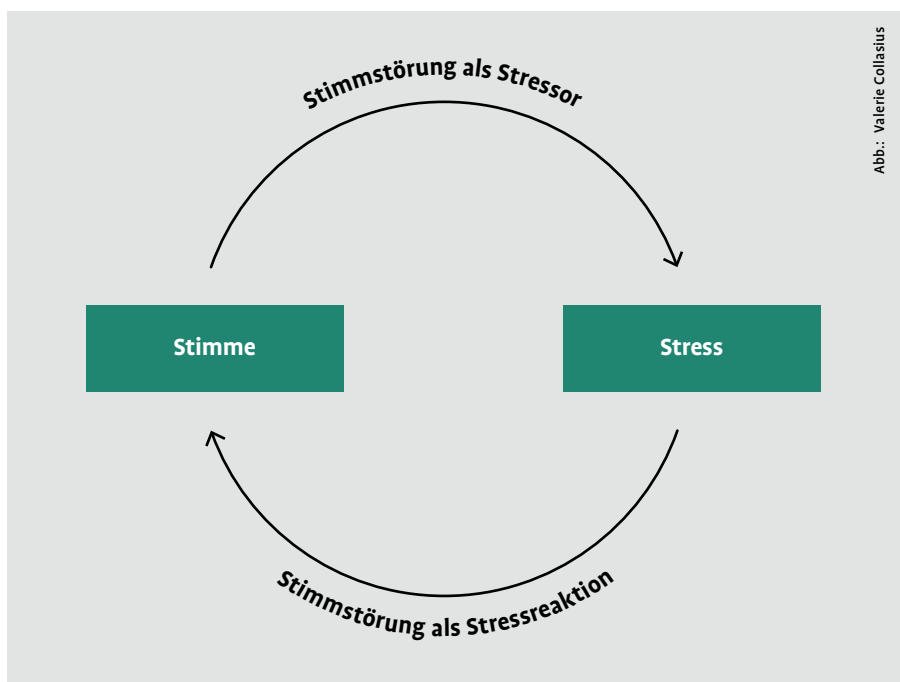 Stimmstörung als Stressor
Abb.: Valerie Collasius
Stimme
Stress
Stimmstörung als Stressreaktion